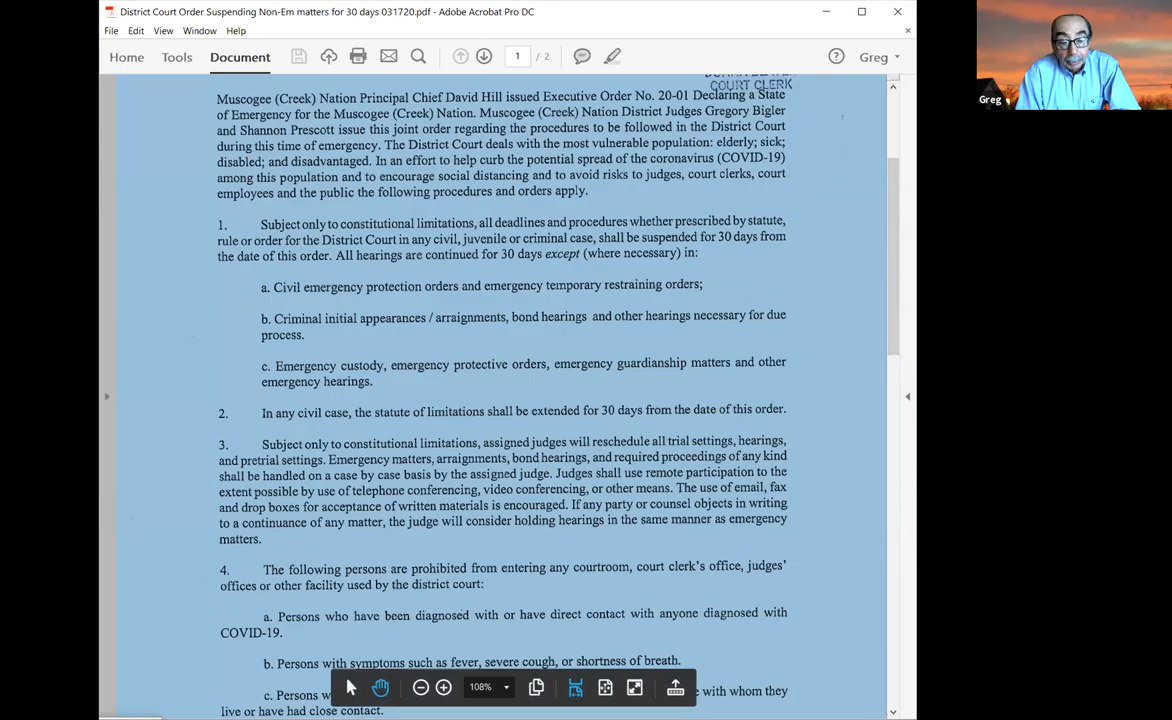 District Court Order Suspending Non-Em matters for 30 days 031720.pdf - Adobe Acrobat Pro DC
File Edit View Window Help
Home Tools Document 1 / 2 Greg
COURT CLERK
Muscogee (Creek) Nation Principal Chief David Hill issued Executive Order No. 20-01 Declaring a State
of Emergency for the Muscogee (Creek) Nation. Muscogee (Creek) Nation District Judges Gregory Bigler
and Shannon Prescott issue this joint order regarding the procedures to be followed in the District Court
during this time of emergency. The District Court deals with the most vulnerable population: elderly; sick;
disabled; and disadvantaged. In an effort to help curb the potential spread of the coronavirus (COVID-19)
among this population and to encourage social distancing and to avoid risks to judges, court clerks, court
employees and the public the following procedures and orders apply.
1. Subject only to constitutional limitations, all deadlines and procedures whether prescribed by statute,
rule or order for the District Court in any civil, juvenile or criminal case, shall be suspended for 30 days from
the date of this order. All hearings are continued for 30 days except (where necessary) in:
a. Civil emergency protection orders and emergency temporary restraining orders;
b. Criminal initial appearances / arraignments, bond hearings and other hearings necessary for due
process.
c. Emergency custody, emergency protective orders, emergency guardianship matters and other
emergency hearings.
2. In any civil case, the statute of limitations shall be extended for 30 days from the date of this order.
3. Subject only to constitutional limitations, assigned judges will reschedule all trial settings, hearings,
and pretrial settings. Emergency matters, arraignments, bond hearings, and required proceedings of any kind
shall be handled on a case by case basis by the assigned judge. Judges shall use remote participation to the
extent possible by use of telephone conferencing, video conferencing, or other means. The use of email, fax
and drop boxes for acceptance of written materials is encouraged. If any party or counsel objects in writing
to a continuance of any matter, the judge will consider holding hearings in the same manner as emergency
matters.
4. The following persons are prohibited from entering any courtroom, court clerk's office, judges'
offices or other facility used by the district court:
a. Persons who have been diagnosed with or have direct contact with anyone diagnosed with
COVID-19.
b. Persons with symptoms such as fever, severe cough, or shortness of breath.
c. Persons w with whom they
live or have had close contact.
108%
Greg